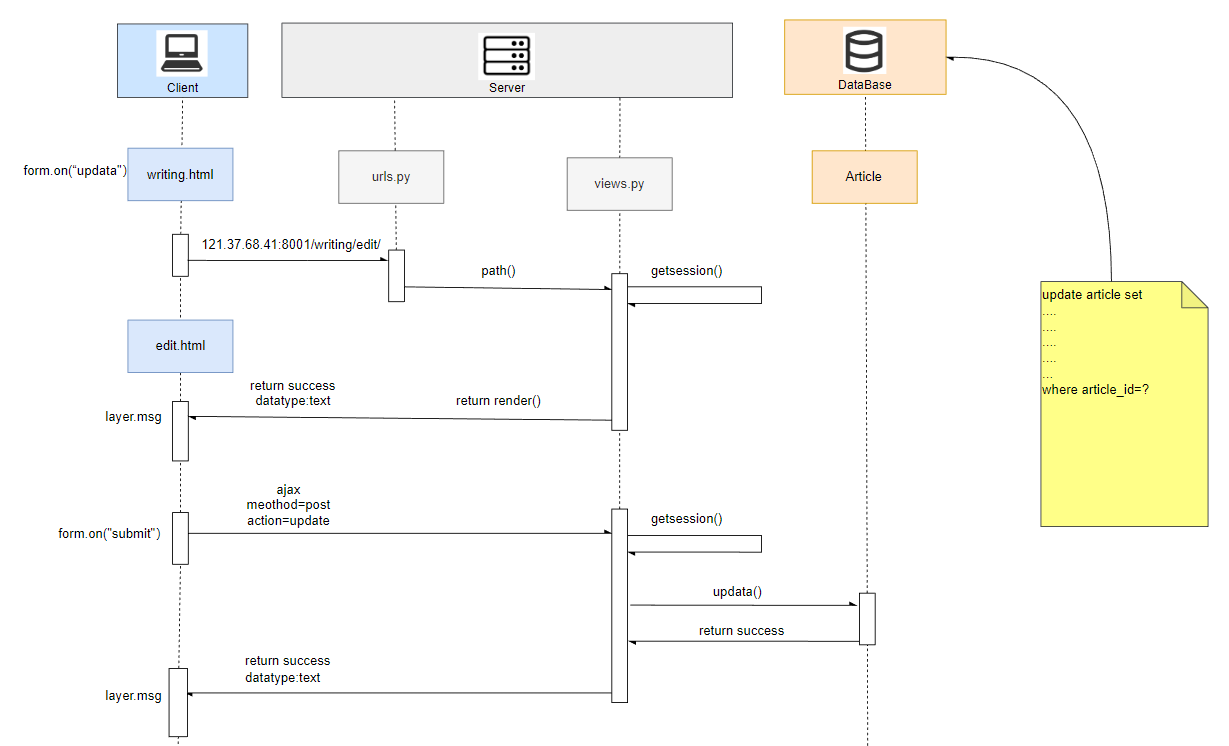 Client
Server
DataBase
form.on(“updata”)
writing.html
urls.py
views.py
Article
121.37.68.41:8001/writing/edit/
path()
getsession()
update article set
....
....
....
....
...
where article_id=?
edit.html
return success
datatype:text
return render()
layer.msg
ajax
meothod=post
action=update
form.on("submit")
getsession()
updata()
return success
return success
datatype:text
layer.msg